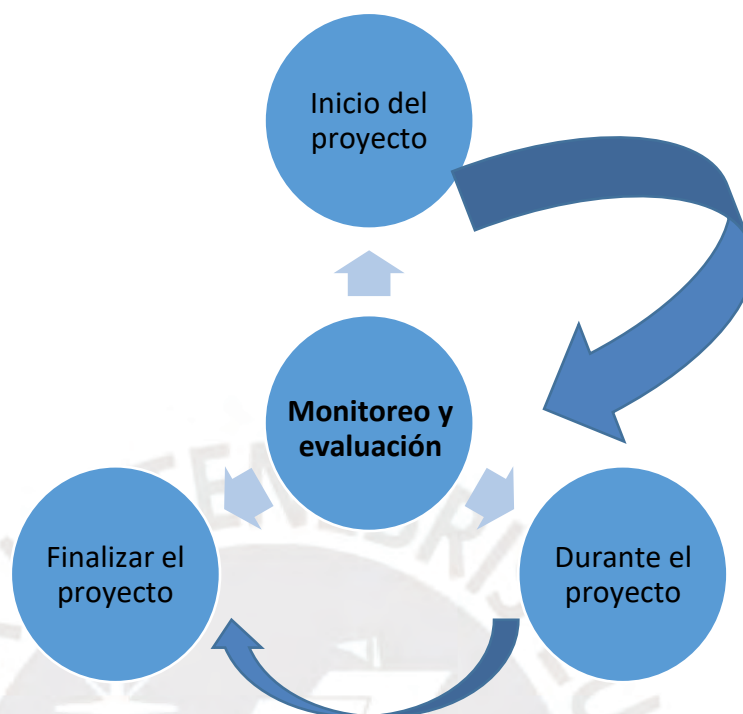 Inicio del
proyecto
Monitoreo y
evaluación
Finalizar el
proyecto
Durante el
proyecto